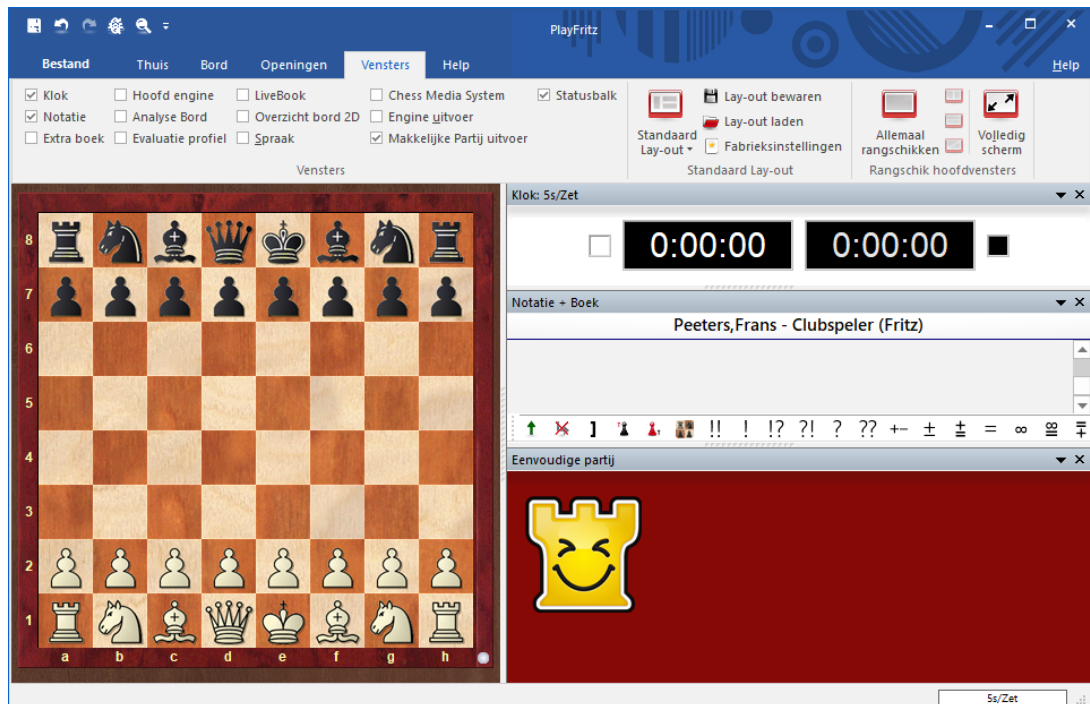 PlayFritz
Bestand Thuis Bord Openingen Vensters Help Help
Klok Hoofd engine LiveBook Chess Media System Statusbalk
Notatie Analyse Bord Overzicht bord 2D Engine uitvoer
Extra boek Evaluatie profiel Spraak Makkelijke Partij uitvoer
Vensters
Standaard Lay-out
Lay-out bewaren
Lay-out laden
Fabrieksinstellingen
Standaard Lay-out
Allemaal rangschikken
Volledig scherm
Rangschik hoofdvensters
Klok: 5s/Zet
0:00:00 0:00:00
Notatie + Boek
Peeters,Frans - Clubspeler (Fritz)
] !! ! !? ?! ? ?? +− ± ⩲ = ∞ ⯹ ∓
Eenvoudige partij
8
7
6
5
4
3
2
1
a b c d e f g h
5s/Zet